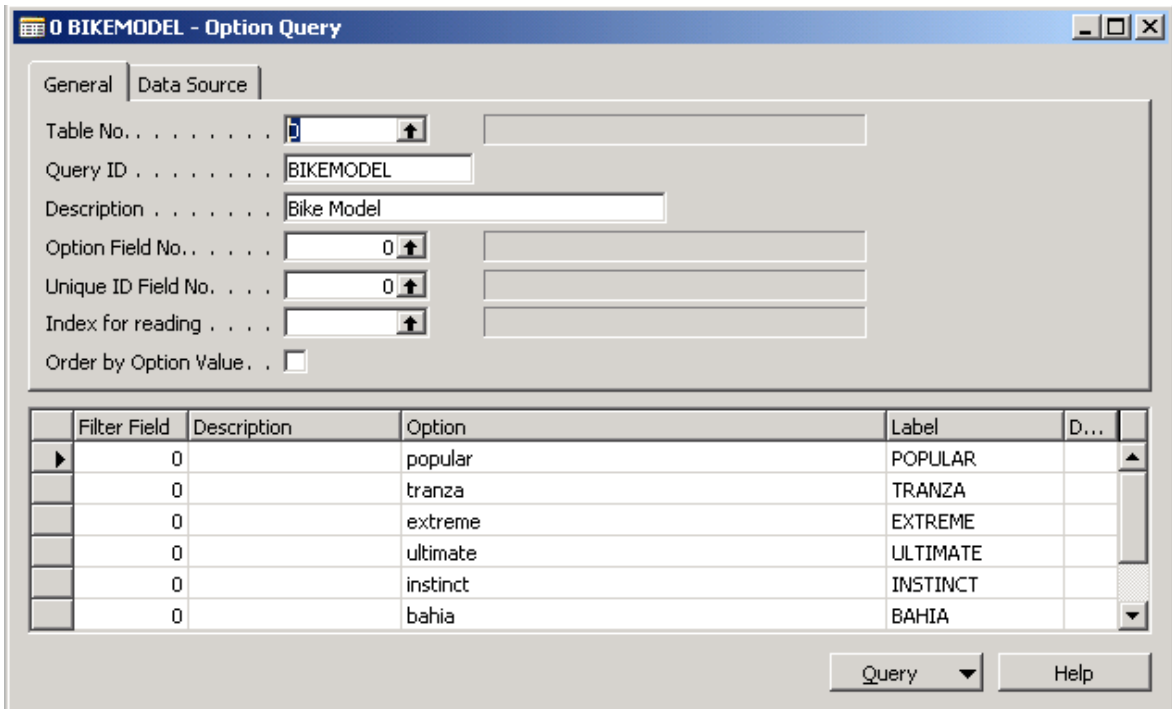 0 BIKEMODEL - Option Query
General Data Source
Table No. . . . . . . . . 0
Query ID . . . . . . . . BIKEMODEL
Description . . . . . . . Bike Model
Option Field No. . . . . . 0
Unique ID Field No. . . . . 0
Index for reading . . . .
Order by Option Value. . .
Filter Field Description Option Label D...
0 popular POPULAR
0 tranza TRANZA
0 extreme EXTREME
0 ultimate ULTIMATE
0 instinct INSTINCT
0 bahia BAHIA
Query Help